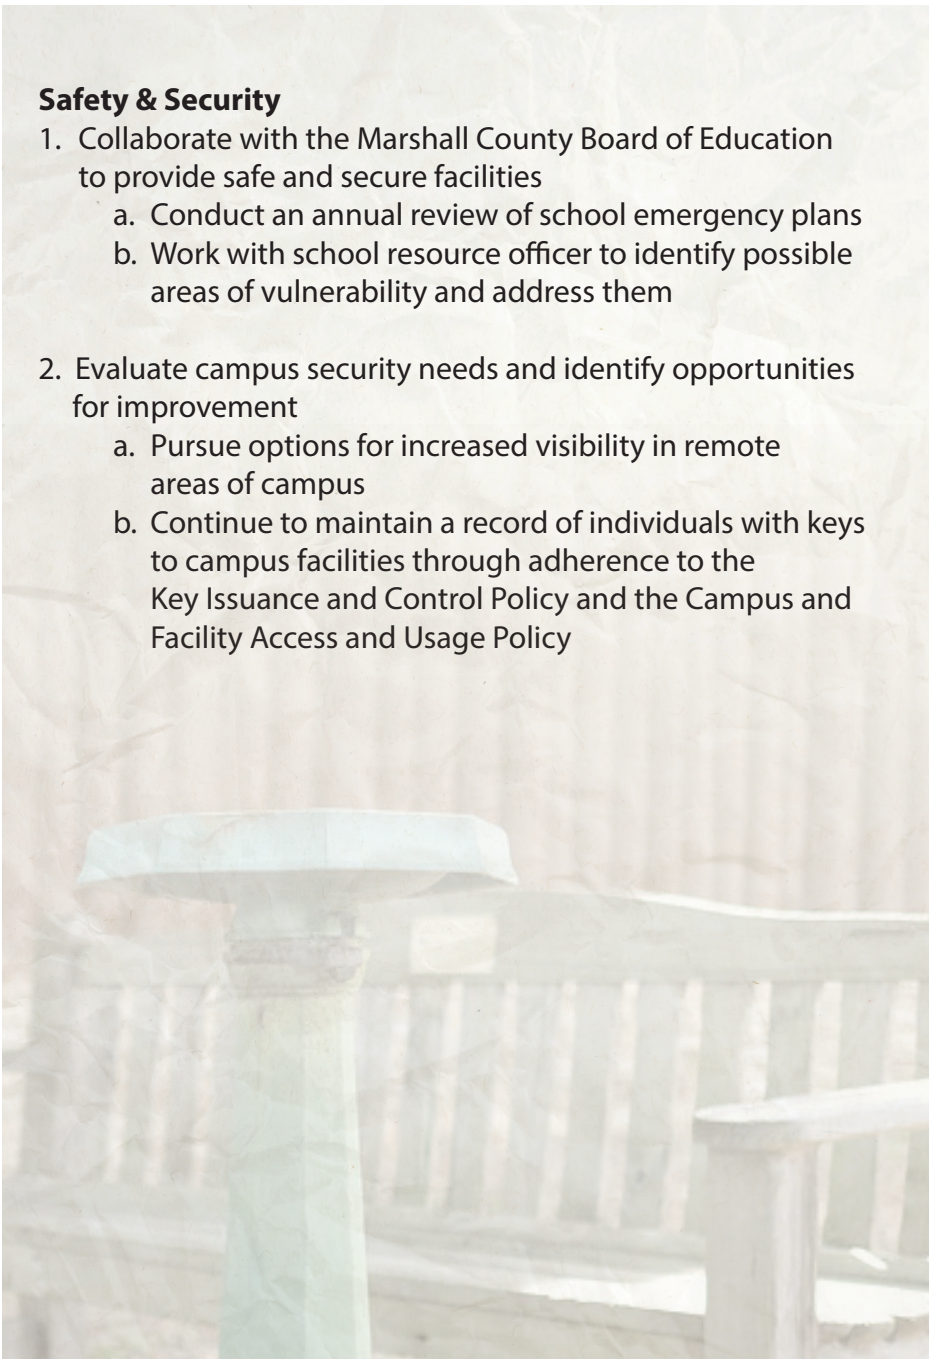 Safety & Security
1. Collaborate with the Marshall County Board of Education
to provide safe and secure facilities
a. Conduct an annual review of school emergency plans
b. Work with school resource officer to identify possible
areas of vulnerability and address them
2. Evaluate campus security needs and identify opportunities
for improvement
a. Pursue options for increased visibility in remote
areas of campus
b. Continue to maintain a record of individuals with keys
to campus facilities through adherence to the
Key Issuance and Control Policy and the Campus and
Facility Access and Usage Policy